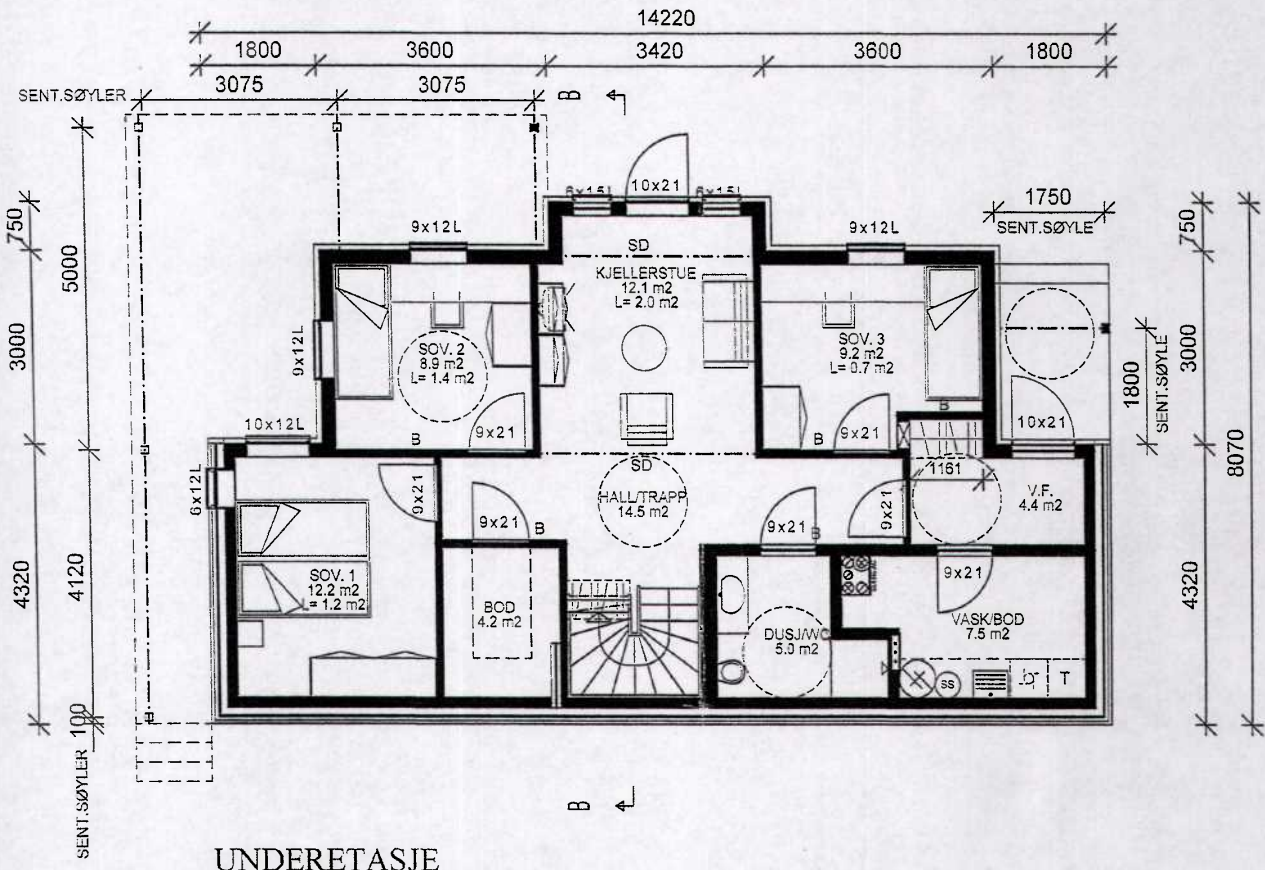 14220
1800 3600 3420 3600 1800
3075 3075
SENT.SØYLER
B
750
5000
3000
4320
4120
100
SENT.SØYLER
6x15L 10x21 6x15L
9x12L
9x12L
1750
SENT.SØYLE
750
3000
8070
1800
SENT.SØYLE
4320
SD
KJELLERSTUE
12.1 m2
L= 2.0 m2
9x12L
SOV. 2
8.9 m2
L= 1.4 m2
SOV. 3
9.2 m2
L= 0.7 m2
B
10x12L
B
9x21
B
9x21
10x21
SD
6x12L
9x21
HALL/TRAPP
14.5 m2
1161
V.F.
4.4 m2
9x21
B
9x21
B
9x21
9x21
SOV. 1
12.2 m2
L= 1.2 m2
BOD
4.2 m2
DUSJ/WC
5.0 m2
VASK/BOD
7.5 m2
SS
T
B
UNDERETASJE